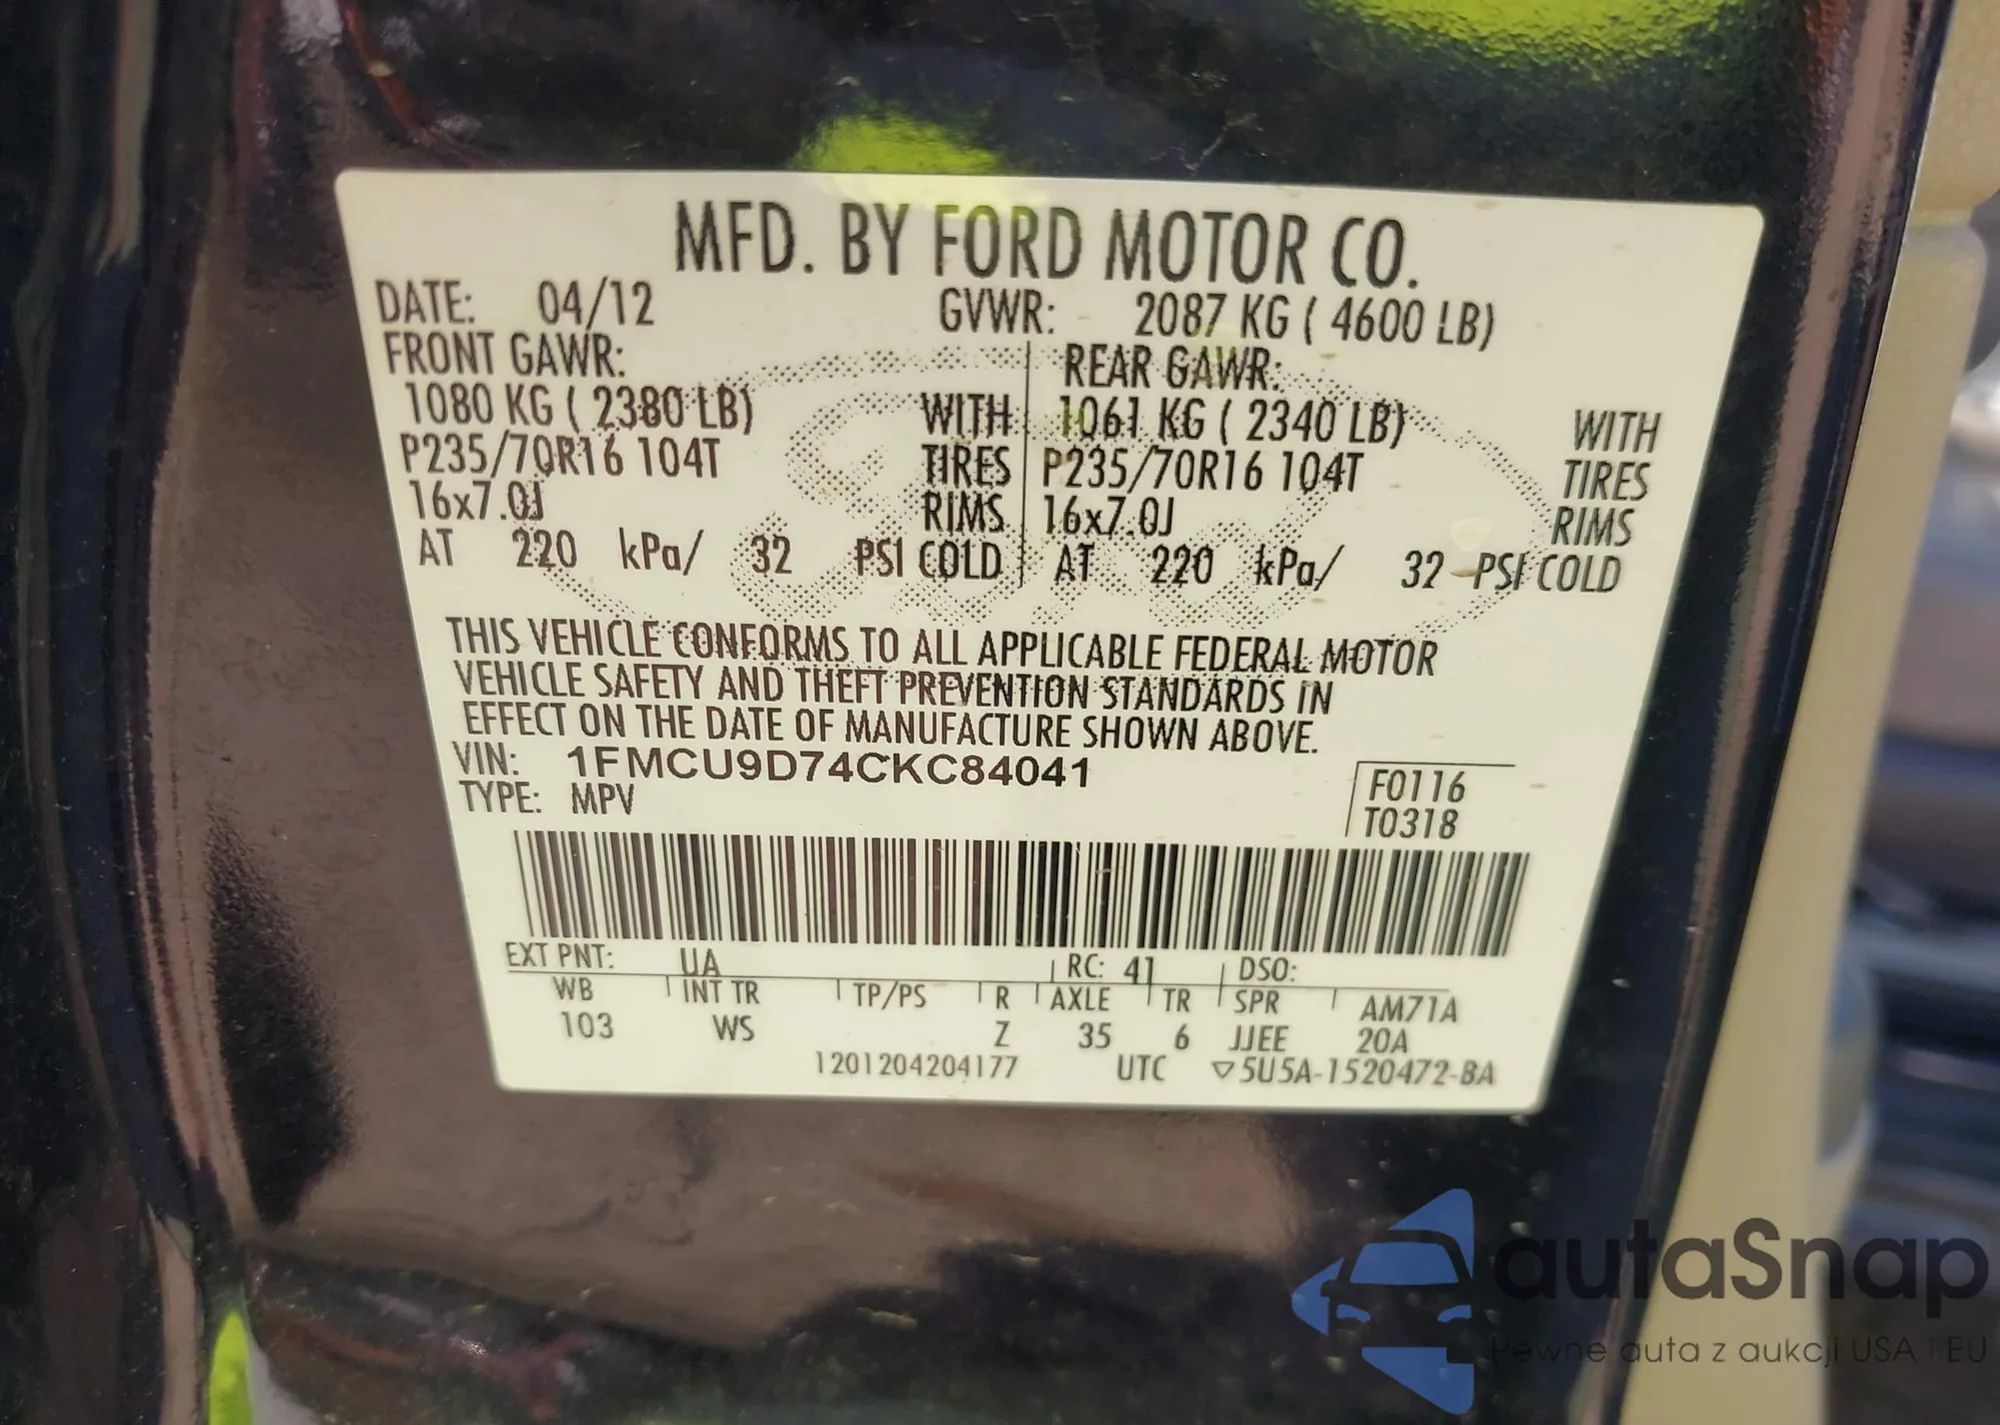 MFD. BY FORD MOTOR CO.
DATE: 04/12 GVWR: 2087 KG ( 4600 LB)
FRONT GAWR: REAR GAWR:
1080 KG ( 2380 LB) WITH 1061 KG ( 2340 LB) WITH
P235/70R16 104T TIRES P235/70R16 104T TIRES
16x7.0J RIMS 16x7.0J RIMS
AT 220 kPa/ 32 PSI COLD AT 220 kPa/ 32 PSI COLD
THIS VEHICLE CONFORMS TO ALL APPLICABLE FEDERAL MOTOR
VEHICLE SAFETY AND THEFT PREVENTION STANDARDS IN
EFFECT ON THE DATE OF MANUFACTURE SHOWN ABOVE.
VIN: 1FMCU9D74CKC84041
TYPE: MPV
F0116
T0318
EXT PNT: UA RC: 41 DSO:
WB INT TR TP/PS R AXLE TR SPR AM71A
103 WS Z 35 6 JJEE 20A
1201204204177 UTC ▽5U5A-1520472-BA
autaSnap
Pewne auta z aukcji USA i EU